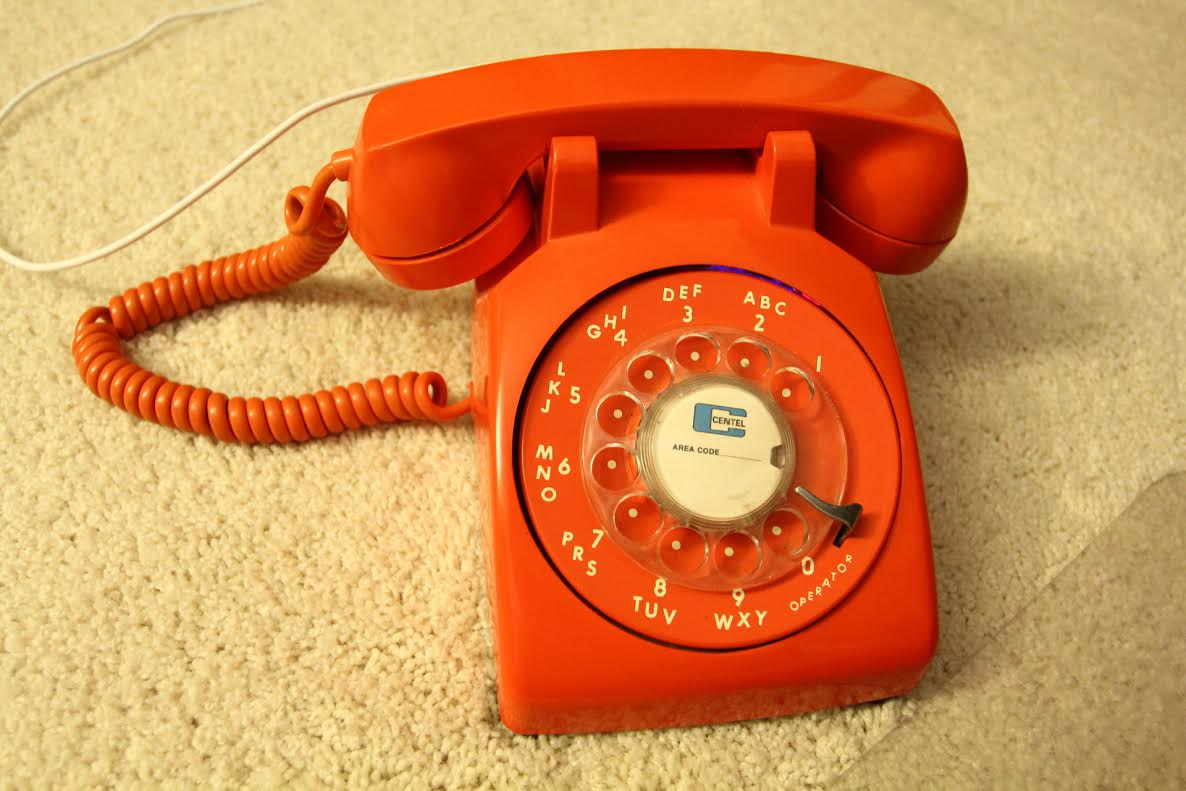 CENTEL
AREA CODE
1
ABC
2
DEF
3
GHI
4
JKL
5
MNO
6
PRS
7
TUV
8
WXY
9
0
OPERATOR